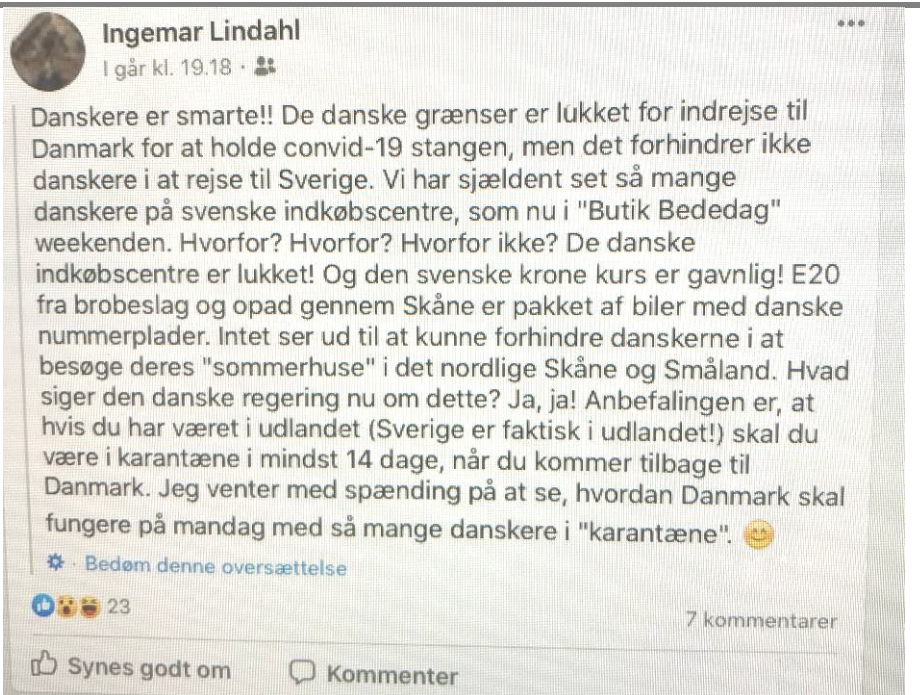 Ingemar Lindahl
I går kl. 19.18 ·
Danskere er smarte!! De danske grænser er lukket for indrejse til
Danmark for at holde convid-19 stangen, men det forhindrer ikke
danskere i at rejse til Sverige. Vi har sjældent set så mange
danskere på svenske indkøbscentre, som nu i "Butik Bededag"
weekenden. Hvorfor? Hvorfor? Hvorfor ikke? De danske
indkøbscentre er lukket! Og den svenske krone kurs er gavnlig! E20
fra brobeslag og opad gennem Skåne er pakket af biler med danske
nummerplader. Intet ser ud til at kunne forhindre danskerne i at
besøge deres "sommerhuse" i det nordlige Skåne og Småland. Hvad
siger den danske regering nu om dette? Ja, ja! Anbefalingen er, at
hvis du har været i udlandet (Sverige er faktisk i udlandet!) skal du
være i karantæne i mindst 14 dage, når du kommer tilbage til
Danmark. Jeg venter med spænding på at se, hvordan Danmark skal
fungere på mandag med så mange danskere i "karantæne". 😊
· Bedøm denne oversættelse
23
7 kommentarer
Synes godt om
Kommenter